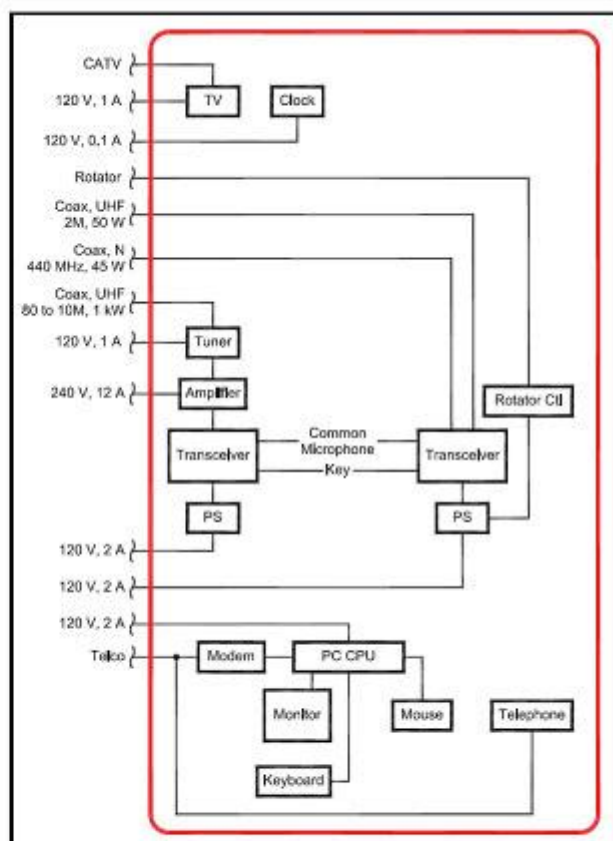 CATV
120 V, 1 A
TV
Clock
120 V, 0.1 A
Rotator
Coax, UHF
2M, 50 W
Coax, N
440 MHz, 45 W
Coax, UHF
80 to 10M, 1 kW
120 V, 1 A
Tuner
240 V, 12 A
Amplifier
Rotator Ctl
Transceiver
Common
Microphone
Key
Transceiver
PS
PS
120 V, 2 A
120 V, 2 A
120 V, 2 A
Telco
Modem
PC CPU
Monitor
Mouse
Telephone
Keyboard